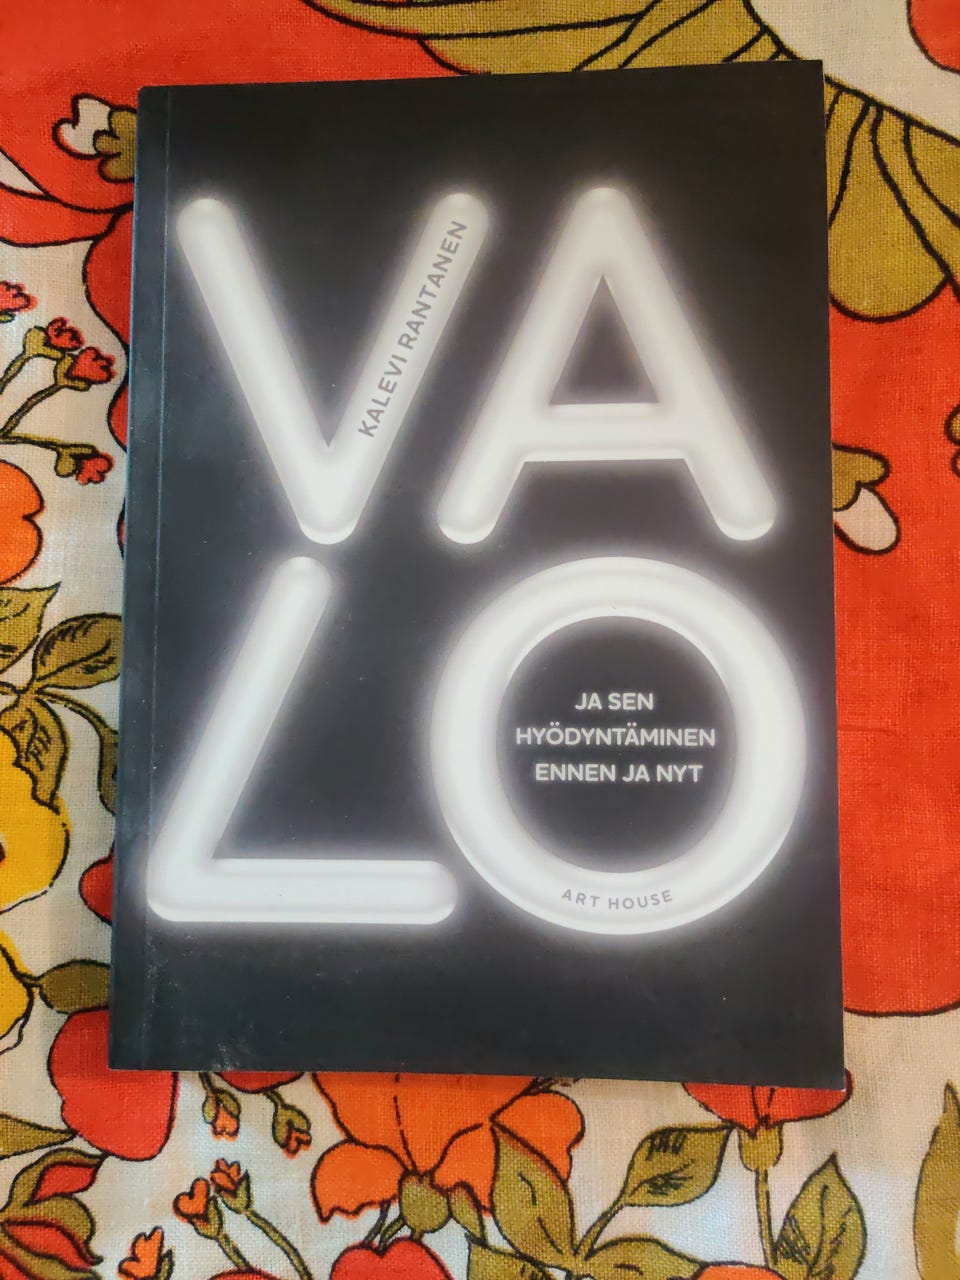 VA
KALEVI RANTANEN
LO
JA SEN
HYÖDYNTÄMINEN
ENNEN JA NYT
ART HOUSE